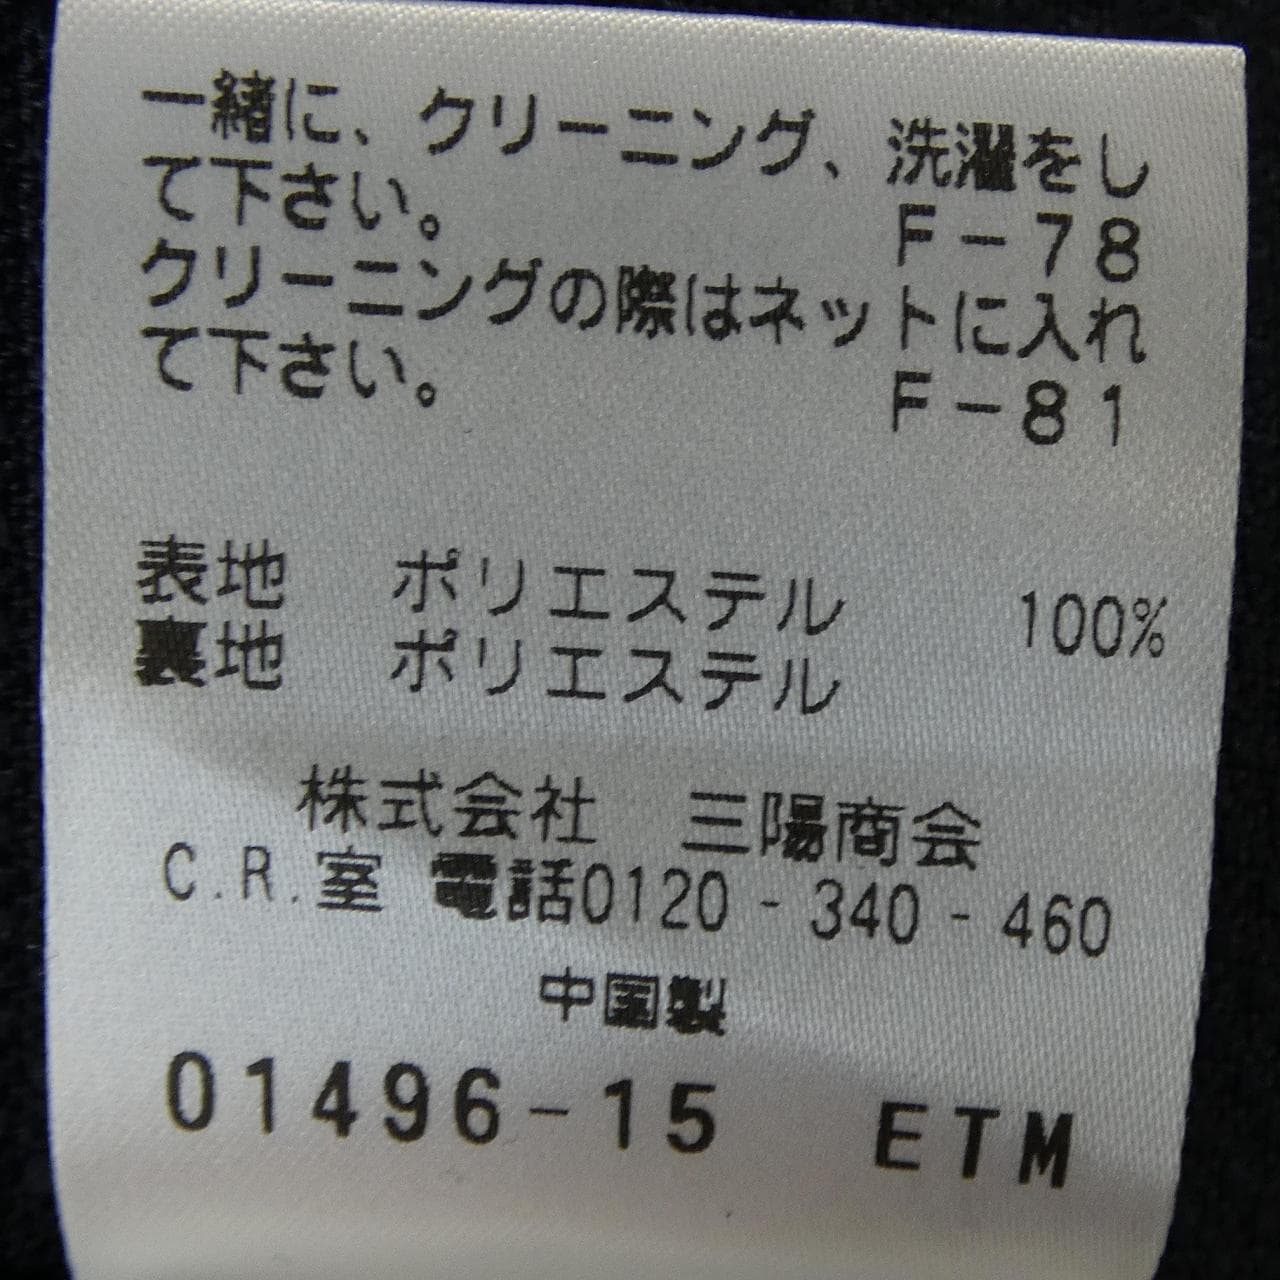 一緒に、クリーニング、洗濯をし
て下さい。 F-78
クリーニングの際はネットに入れ
て下さい。 F-81
表地 ポリエステル 100%
裏地 ポリエステル
株式会社 三陽商会
C.R.室 電話0120-340-460
中国製
01496-15 ETM